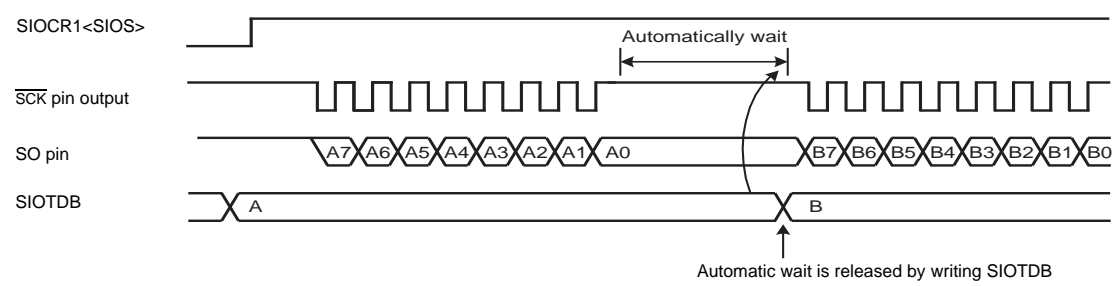 SIOCR1<SIOS>
Automatically wait
SCK pin output
SO pin
A7 A6 A5 A4 A3 A2 A1 A0 B7 B6 B5 B4 B3 B2 B1 B0
SIOTDB
A B
Automatic wait is released by writing SIOTDB